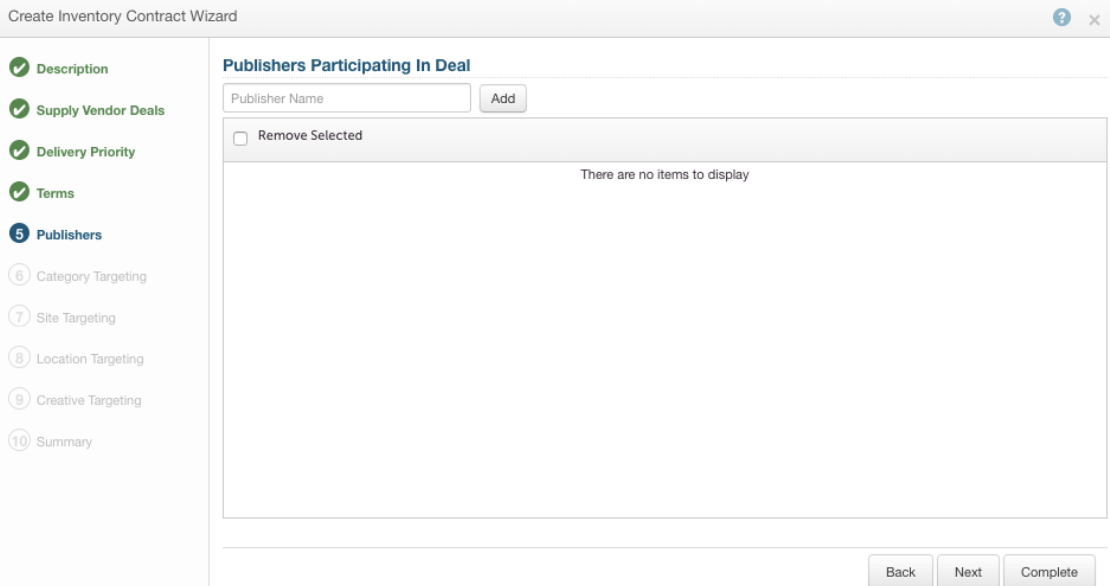 Create Inventory Contract Wizard
?
×
Description
Supply Vendor Deals
Delivery Priority
Terms
5 Publishers
6 Category Targeting
7 Site Targeting
8 Location Targeting
9 Creative Targeting
10 Summary
Publishers Participating In Deal
Publisher Name Add
Remove Selected
There are no items to display
Back Next Complete